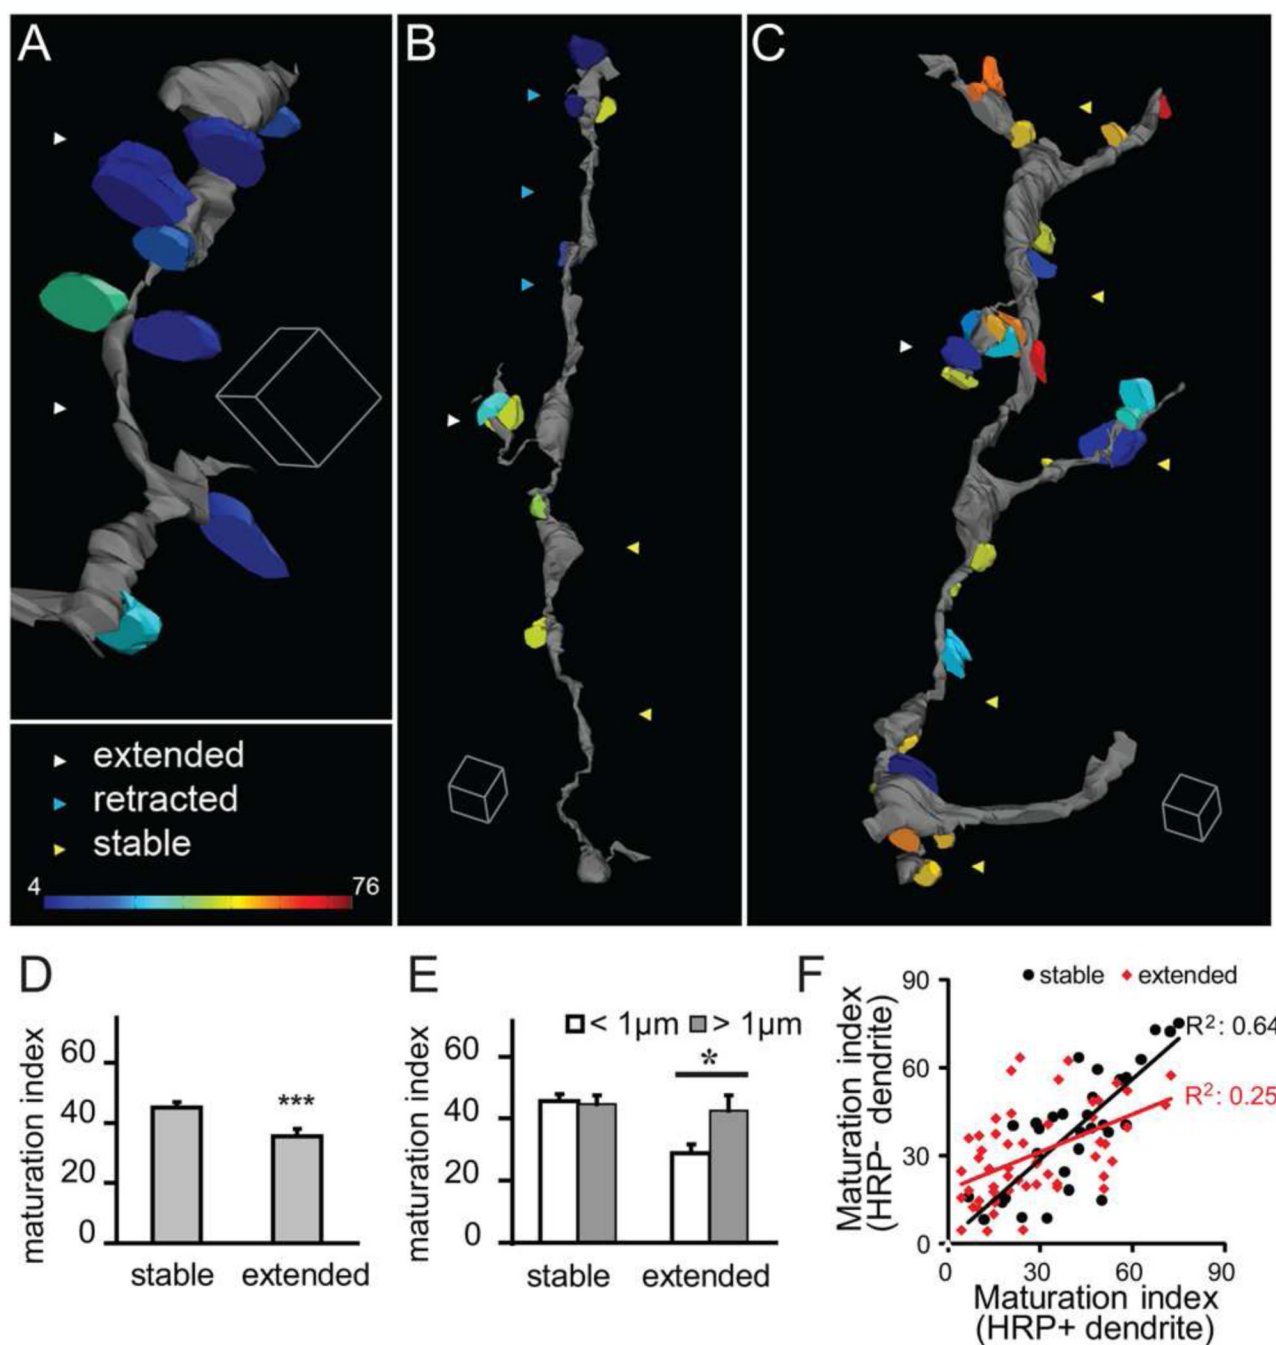 A
B
C
extended
retracted
stable
4 76
D
maturation index
60
40
20
0
***
stable extended
E
maturation index
60
40
20
0
< 1µm > 1µm
*
stable extended
F
Maturation index
(HRP- dendrite)
stable extended
90
60
30
0
R²: 0.64
R²: 0.25
0 30 60 90
Maturation index
(HRP+ dendrite)